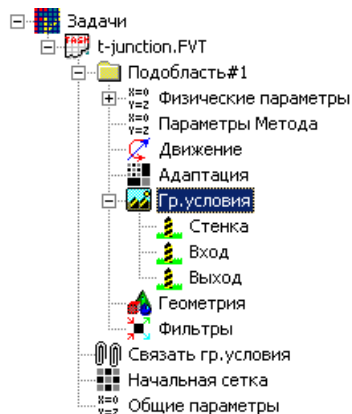 Задачи
t-junction.FVT
Подобласть#1
Физические параметры
Параметры Метода
Движение
Адаптация
Гр.условия
Стенка
Вход
Выход
Геометрия
Фильтры
Связать гр.условия
Начальная сетка
Общие параметры